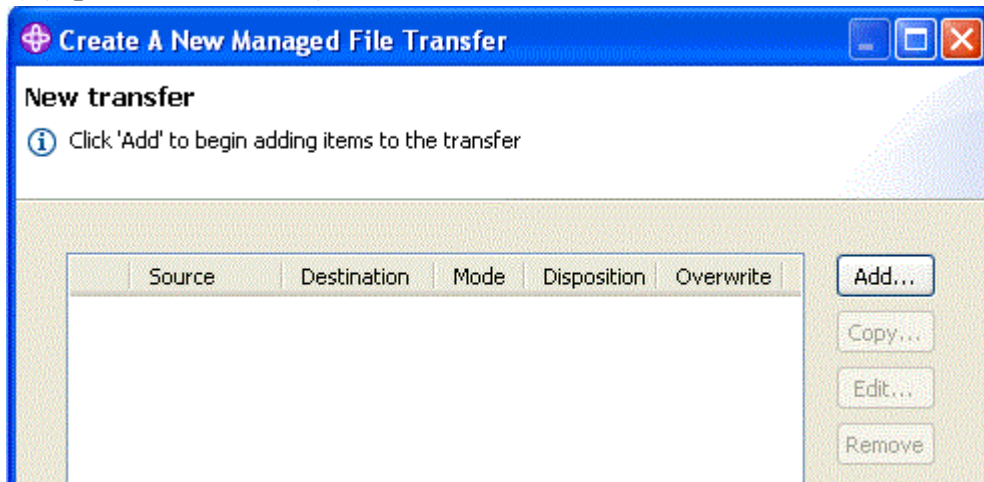 Create A New Managed File Transfer
New transfer
Click 'Add' to begin adding items to the transfer
Source Destination Mode Disposition Overwrite
Add...
Copy...
Edit...
Remove